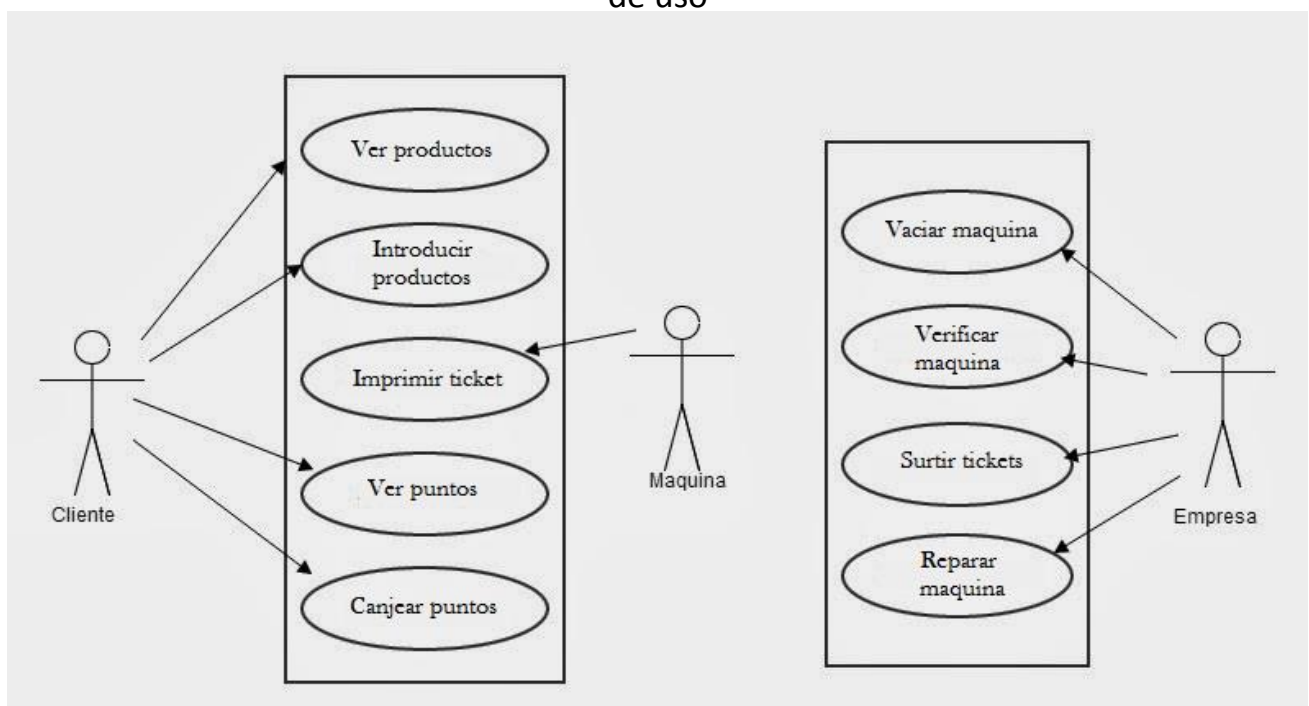 de uso
Ver productos
Introducir
productos
Imprimir ticket
Ver puntos
Canjear puntos
Cliente
Maquina
Vaciar maquina
Verificar
maquina
Surtir tickets
Reparar
maquina
Empresa